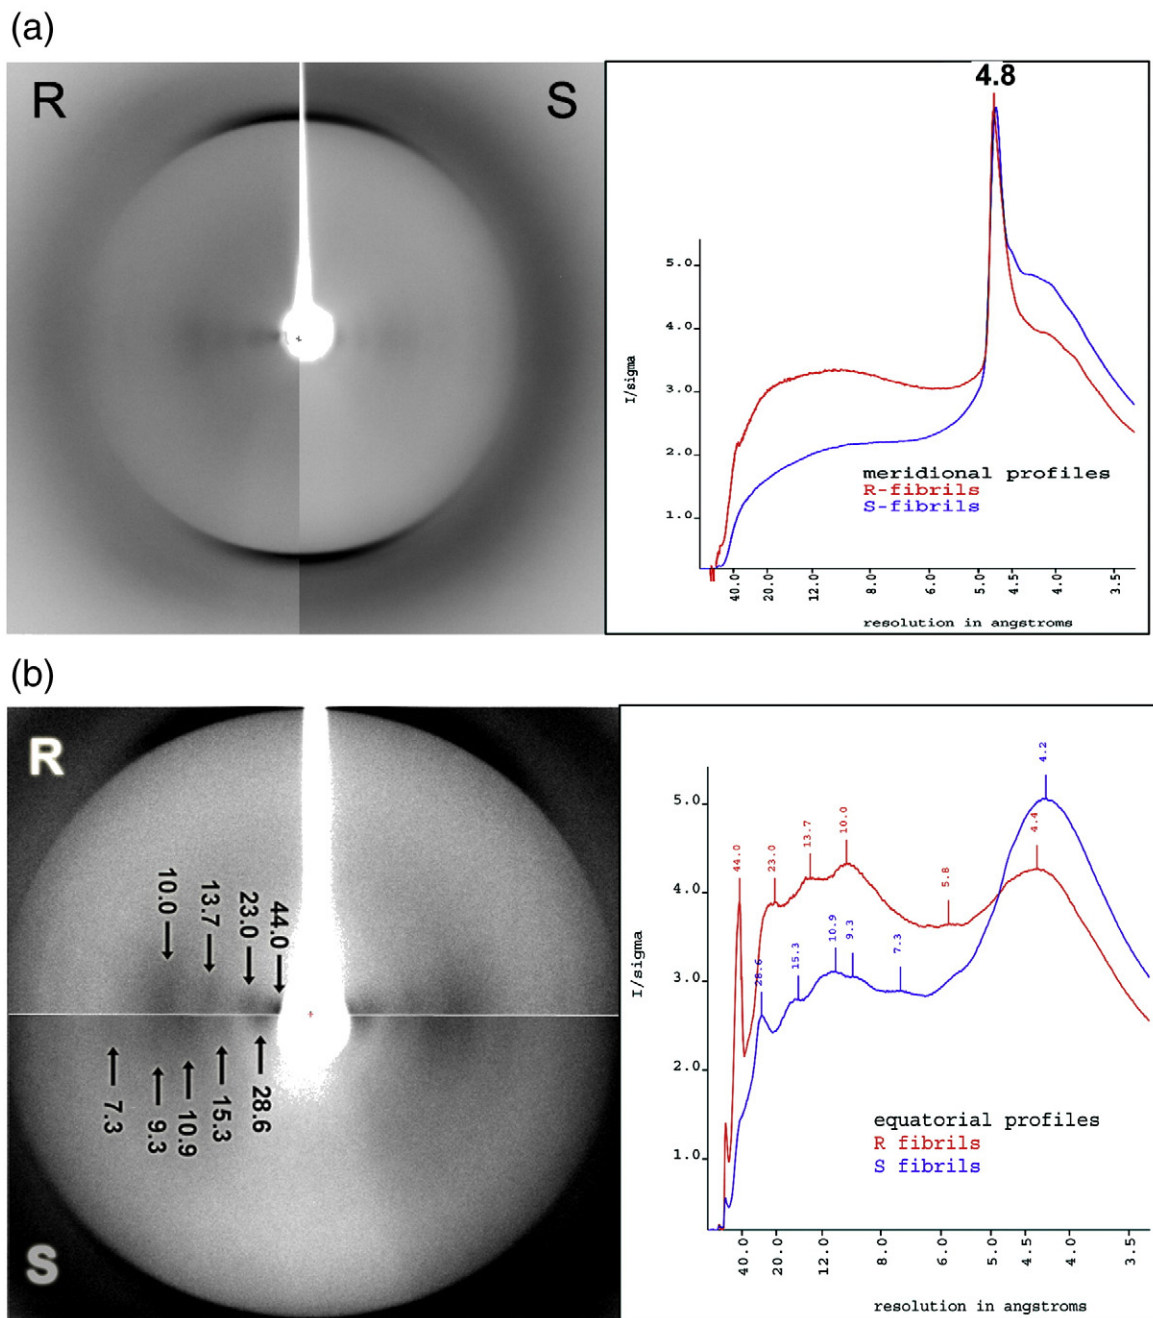 (a)
R
S
4.8
I/sigma
5.0
4.0
3.0
2.0
1.0
meridional profiles
R-fibrils
S-fibrils
40.0 20.0 12.0 8.0 6.0 5.0 4.5 4.0 3.5
resolution in angstroms
(b)
R
10.0 13.7 23.0 44.0
7.3 9.3 10.9 15.3 28.6
S
I/sigma
5.0
4.0
3.0
2.0
1.0
44.0 23.0 13.7 10.0 5.8 4.4
28.6 15.3 10.9 9.3 7.3 4.2
equatorial profiles
R fibrils
S fibrils
40.0 20.0 12.0 8.0 6.0 5.0 4.5 4.0 3.5
resolution in angstroms